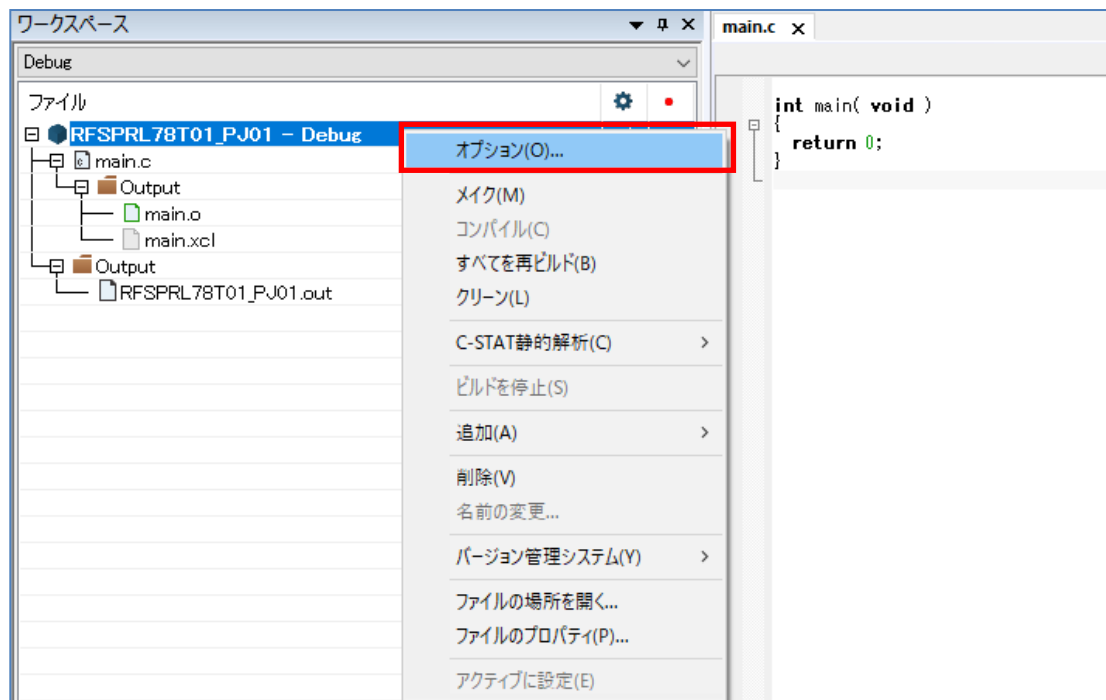 ワークスペース
Debug
ファイル
RFSPRL78T01_PJ01 - Debug
main.c
Output
main.o
main.xcl
Output
RFSPRL78T01_PJ01.out
オプション(O)...
メイク(M)
コンパイル(C)
すべてを再ビルド(B)
クリーン(L)
C-STAT静的解析(C)
ビルドを停止(S)
追加(A)
削除(V)
名前の変更...
バージョン管理システム(Y)
ファイルの場所を開く...
ファイルのプロパティ(P)...
アクティブに設定(E)
main.c
int main( void )
{
return 0;
}